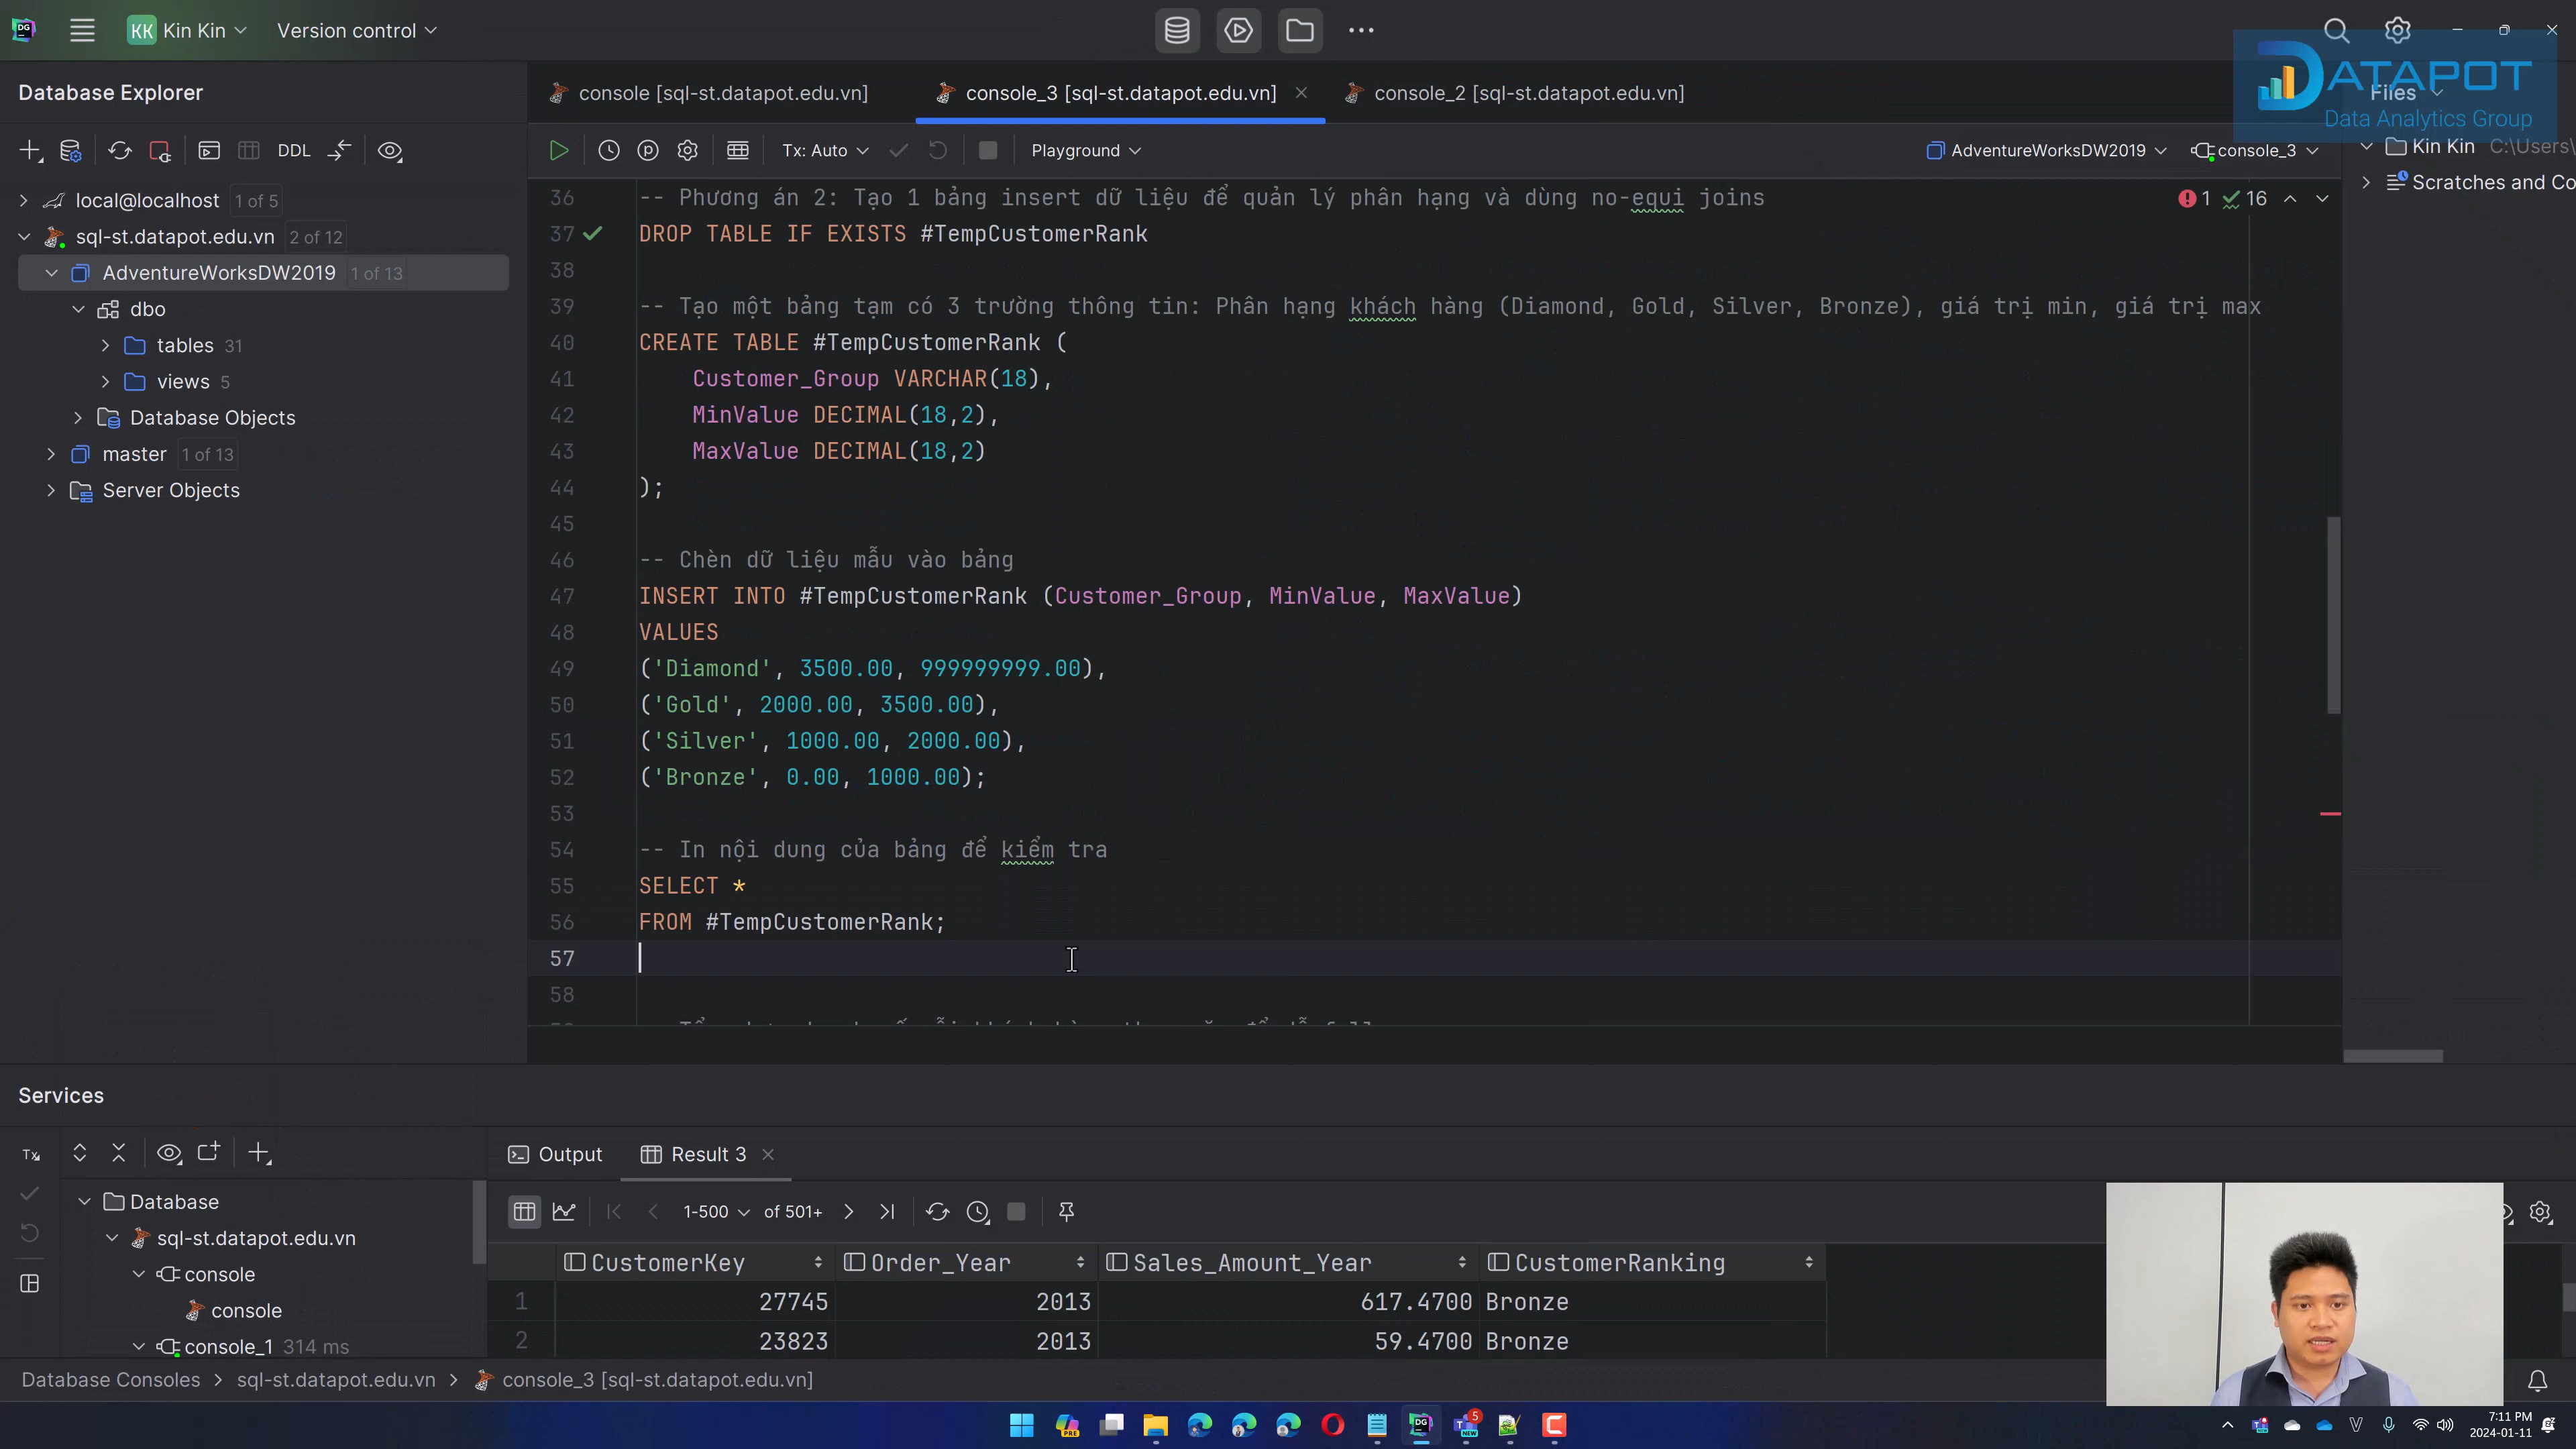 DG
KK Kin Kin
Version control
DATAPOT
Data Analytics Group
Database Explorer
console [sql-st.datapot.edu.vn]
console_3 [sql-st.datapot.edu.vn]
console_2 [sql-st.datapot.edu.vn]
Files
DDL
Tx: Auto
Playground
AdventureWorksDW2019
console_3
Kin Kin C:\Users\
Scratches and Co
local@localhost 1 of 5
sql-st.datapot.edu.vn 2 of 12
AdventureWorksDW2019 1 of 13
dbo
tables 31
views 5
Database Objects
master 1 of 13
Server Objects
1 16
36 -- Phương án 2: Tạo 1 bảng insert dữ liệu để quản lý phân hạng và dùng no-equi joins
37 DROP TABLE IF EXISTS #TempCustomerRank
38
39 -- Tạo một bảng tạm có 3 trường thông tin: Phân hạng khách hàng (Diamond, Gold, Silver, Bronze), giá trị min, giá trị max
40 CREATE TABLE #TempCustomerRank (
41 Customer_Group VARCHAR(18),
42 MinValue DECIMAL(18,2),
43 MaxValue DECIMAL(18,2)
44 );
45
46 -- Chèn dữ liệu mẫu vào bảng
47 INSERT INTO #TempCustomerRank (Customer_Group, MinValue, MaxValue)
48 VALUES
49 ('Diamond', 3500.00, 999999999.00),
50 ('Gold', 2000.00, 3500.00),
51 ('Silver', 1000.00, 2000.00),
52 ('Bronze', 0.00, 1000.00);
53
54 -- In nội dung của bảng để kiểm tra
55 SELECT *
56 FROM #TempCustomerRank;
57
58
Services
Tx
Database
sql-st.datapot.edu.vn
console
console
console_1 314 ms
Output
Result 3
1-500 of 501+
CustomerKey Order_Year Sales_Amount_Year CustomerRanking
1 27745 2013 617.4700 Bronze
2 23823 2013 59.4700 Bronze
Database Consoles > sql-st.datapot.edu.vn > console_3 [sql-st.datapot.edu.vn]
PRE
DG
5
NEW
7:11 PM
2024-01-11